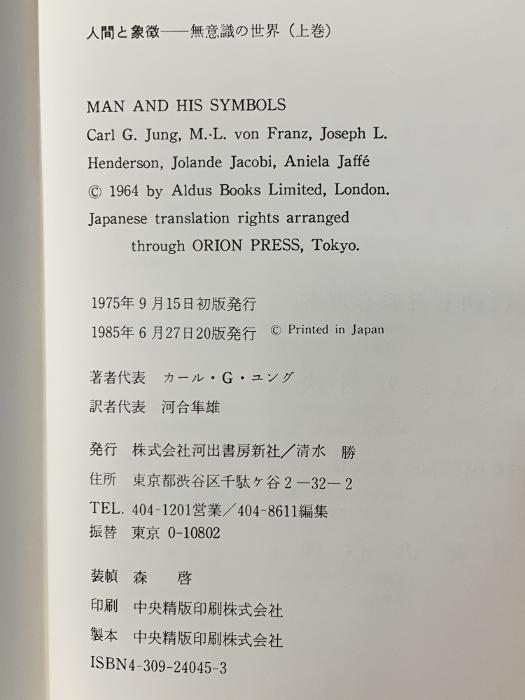 人間と象徴――無意識の世界（上巻）
MAN AND HIS SYMBOLS
Carl G. Jung, M.-L. von Franz, Joseph L.
Henderson, Jolande Jacobi, Aniela Jaffé
© 1964 by Aldus Books Limited, London.
Japanese translation rights arranged
through ORION PRESS, Tokyo.
1975年9月15日初版発行
1985年6月27日20版発行 © Printed in Japan
著者代表 カール・G・ユング
訳者代表 河合隼雄
発行 株式会社河出書房新社／清水 勝
住所 東京都渋谷区千駄ケ谷2―32―2
TEL. 404-1201営業／404-8611編集
振替 東京 0-10802
装幀 森 啓
印刷 中央精版印刷株式会社
製本 中央精版印刷株式会社
ISBN4-309-24045-3